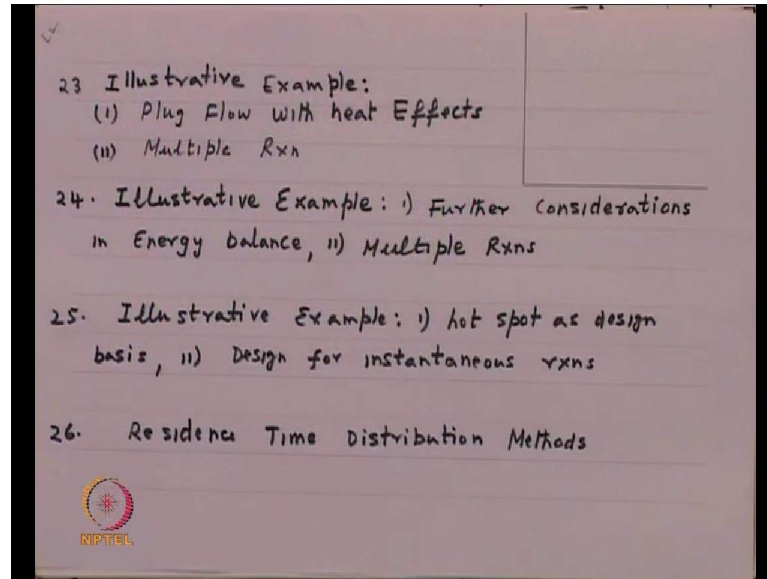 23 Illustrative Example:
(i) Plug Flow with heat Effects
(ii) Multiple Rxn
24. Illustrative Example: i) Further Considerations
in Energy balance, ii) Multiple Rxns
25. Illustrative Example: i) hot spot as design
basis, ii) Design for instantaneous rxns
26. Residence Time Distribution Methods
NPTEL